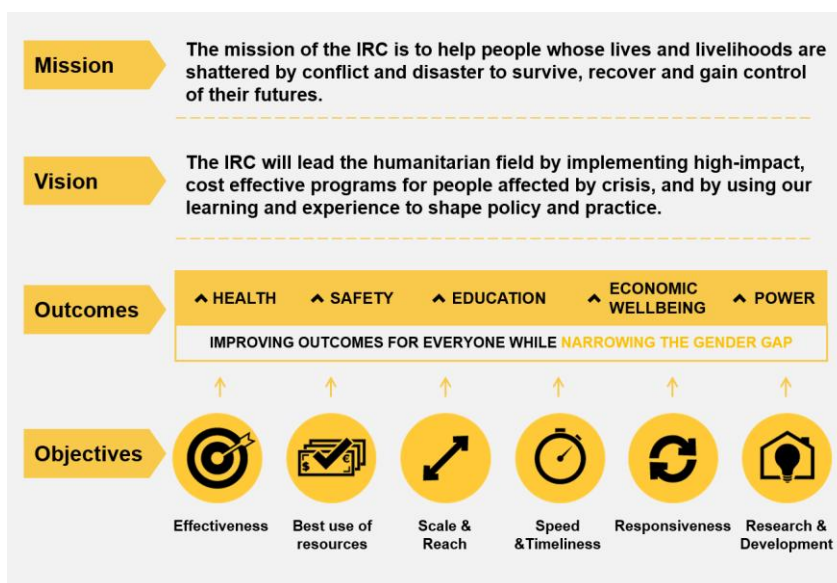 Mission
The mission of the IRC is to help people whose lives and livelihoods are
shattered by conflict and disaster to survive, recover and gain control
of their futures.
Vision
The IRC will lead the humanitarian field by implementing high-impact,
cost effective programs for people affected by crisis, and by using our
learning and experience to shape policy and practice.
Outcomes
HEALTH
SAFETY
EDUCATION
ECONOMIC
WELLBEING
POWER
IMPROVING OUTCOMES FOR EVERYONE WHILE NARROWING THE GENDER GAP
Objectives
$ €
Effectiveness
Best use of
resources
Scale &
Reach
Speed
&Timeliness
Responsiveness
Research &
Development